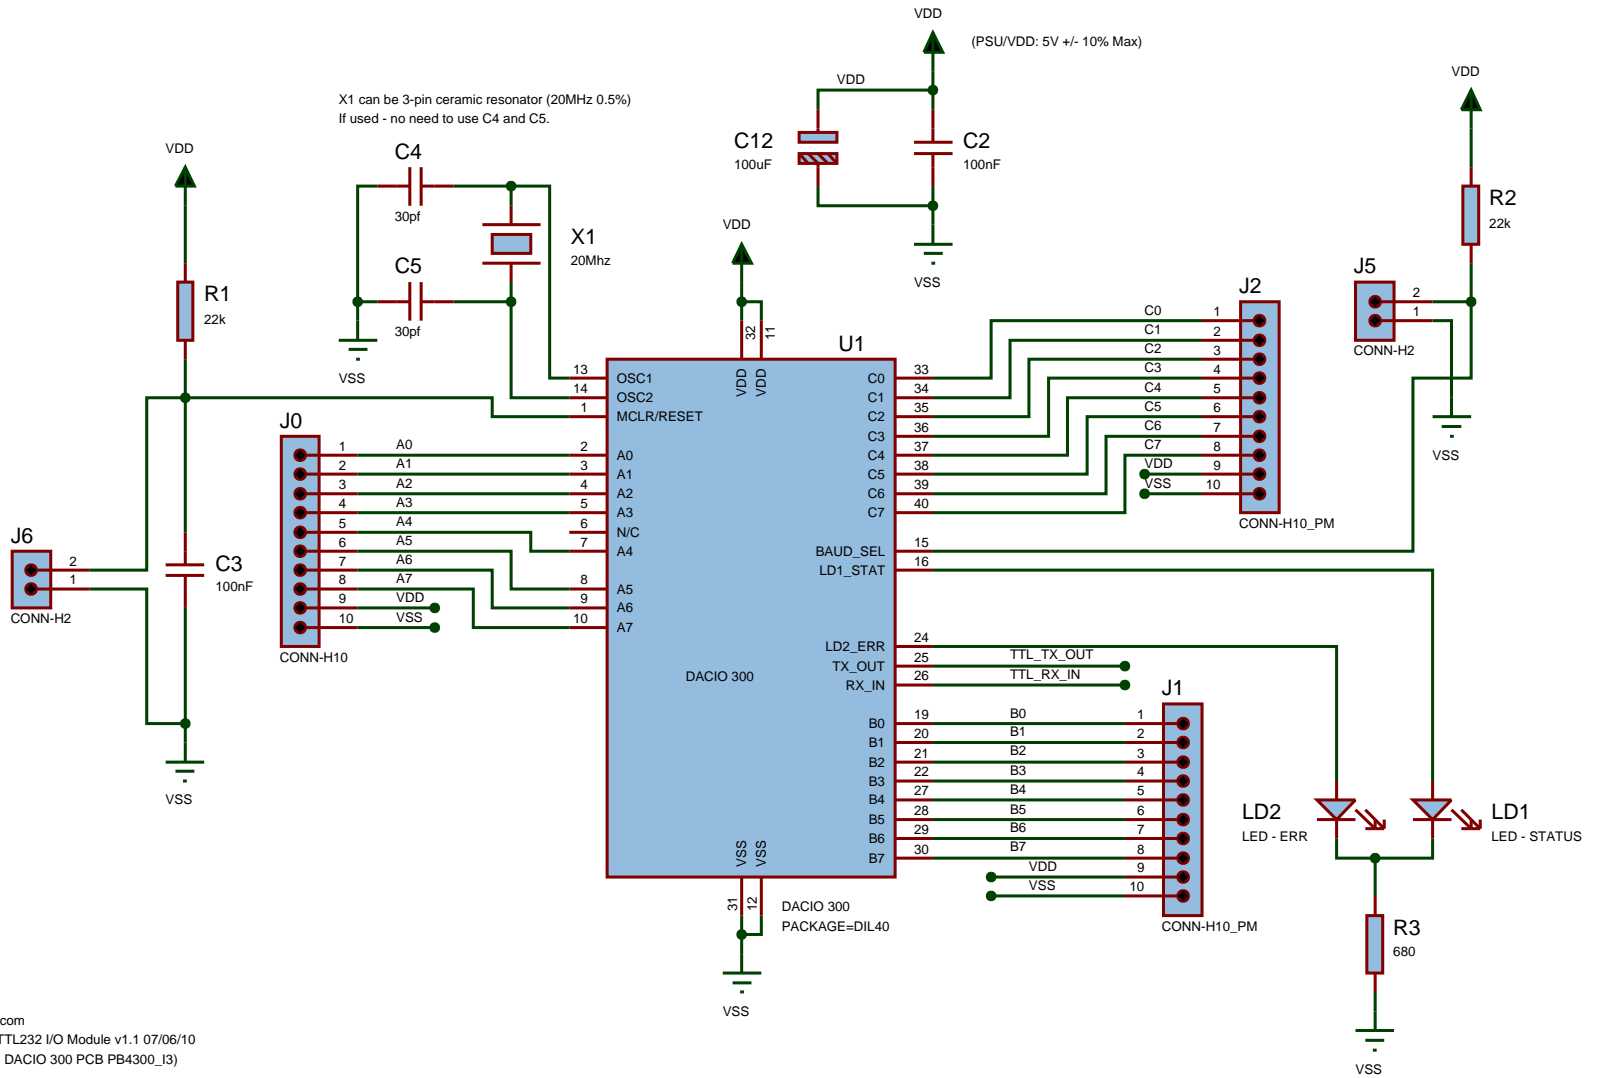 VDD
(PSU/VDD: 5V +/- 10% Max)
VDD
X1 can be 3-pin ceramic resonator (20MHz 0.5%)
If used - no need to use C4 and C5.
C12
100uF
C2
100nF
VSS
VDD
R2
22k
VDD
R1
22k
C4
30pf
X1
20Mhz
C5
30pf
VSS
VDD
32
11
J5
2
1
CONN-H2
VSS
U1
DACIO 300
VDD
VDD
13 OSC1
14 OSC2
1 MCLR/RESET
2 A0
3 A1
4 A2
5 A3
6 N/C
7 A4
8 A5
9 A6
10 A7
C0 33
C1 34
C2 35
C3 36
C4 37
C5 38
C6 39
C7 40
BAUD_SEL 15
LD1_STAT 16
LD2_ERR 24
TX_OUT 25 TTL_TX_OUT
RX_IN 26 TTL_RX_IN
B0 19
B1 20
B2 21
B3 22
B4 27
B5 28
B6 29
B7 30
VSS
VSS
31
12
DACIO 300
PACKAGE=DIL40
VSS
J2
C0 1
C1 2
C2 3
C3 4
C4 5
C5 6
C6 7
C7 8
VDD 9
VSS 10
CONN-H10_PM
J0
1 A0
2 A1
3 A2
4 A3
5 A4
6 A5
7 A6
8 A7
9 VDD
10 VSS
CONN-H10
J6
2
1
CONN-H2
C3
100nF
VSS
J1
B0 1
B1 2
B2 3
B3 4
B4 5
B5 6
B6 7
B7 8
VDD 9
VSS 10
CONN-H10_PM
LD2
LED - ERR
LD1
LED - STATUS
R3
680
VSS
com
TTL232 I/O Module v1.1 07/06/10
DACIO 300 PCB PB4300_I3)